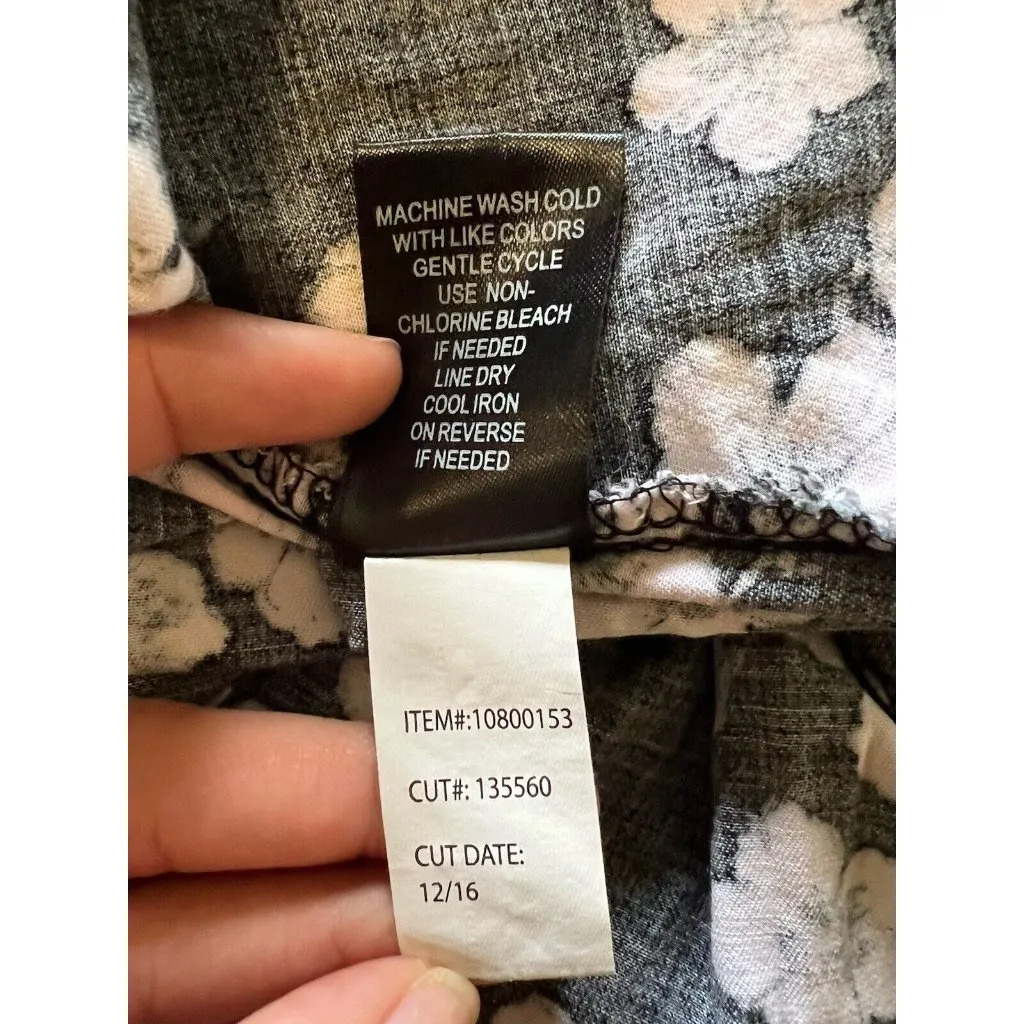 MACHINE WASH COLD
WITH LIKE COLORS
GENTLE CYCLE
USE NON-
CHLORINE BLEACH
IF NEEDED
LINE DRY
COOL IRON
ON REVERSE
IF NEEDED
ITEM#:10800153
CUT#: 135560
CUT DATE:
12/16